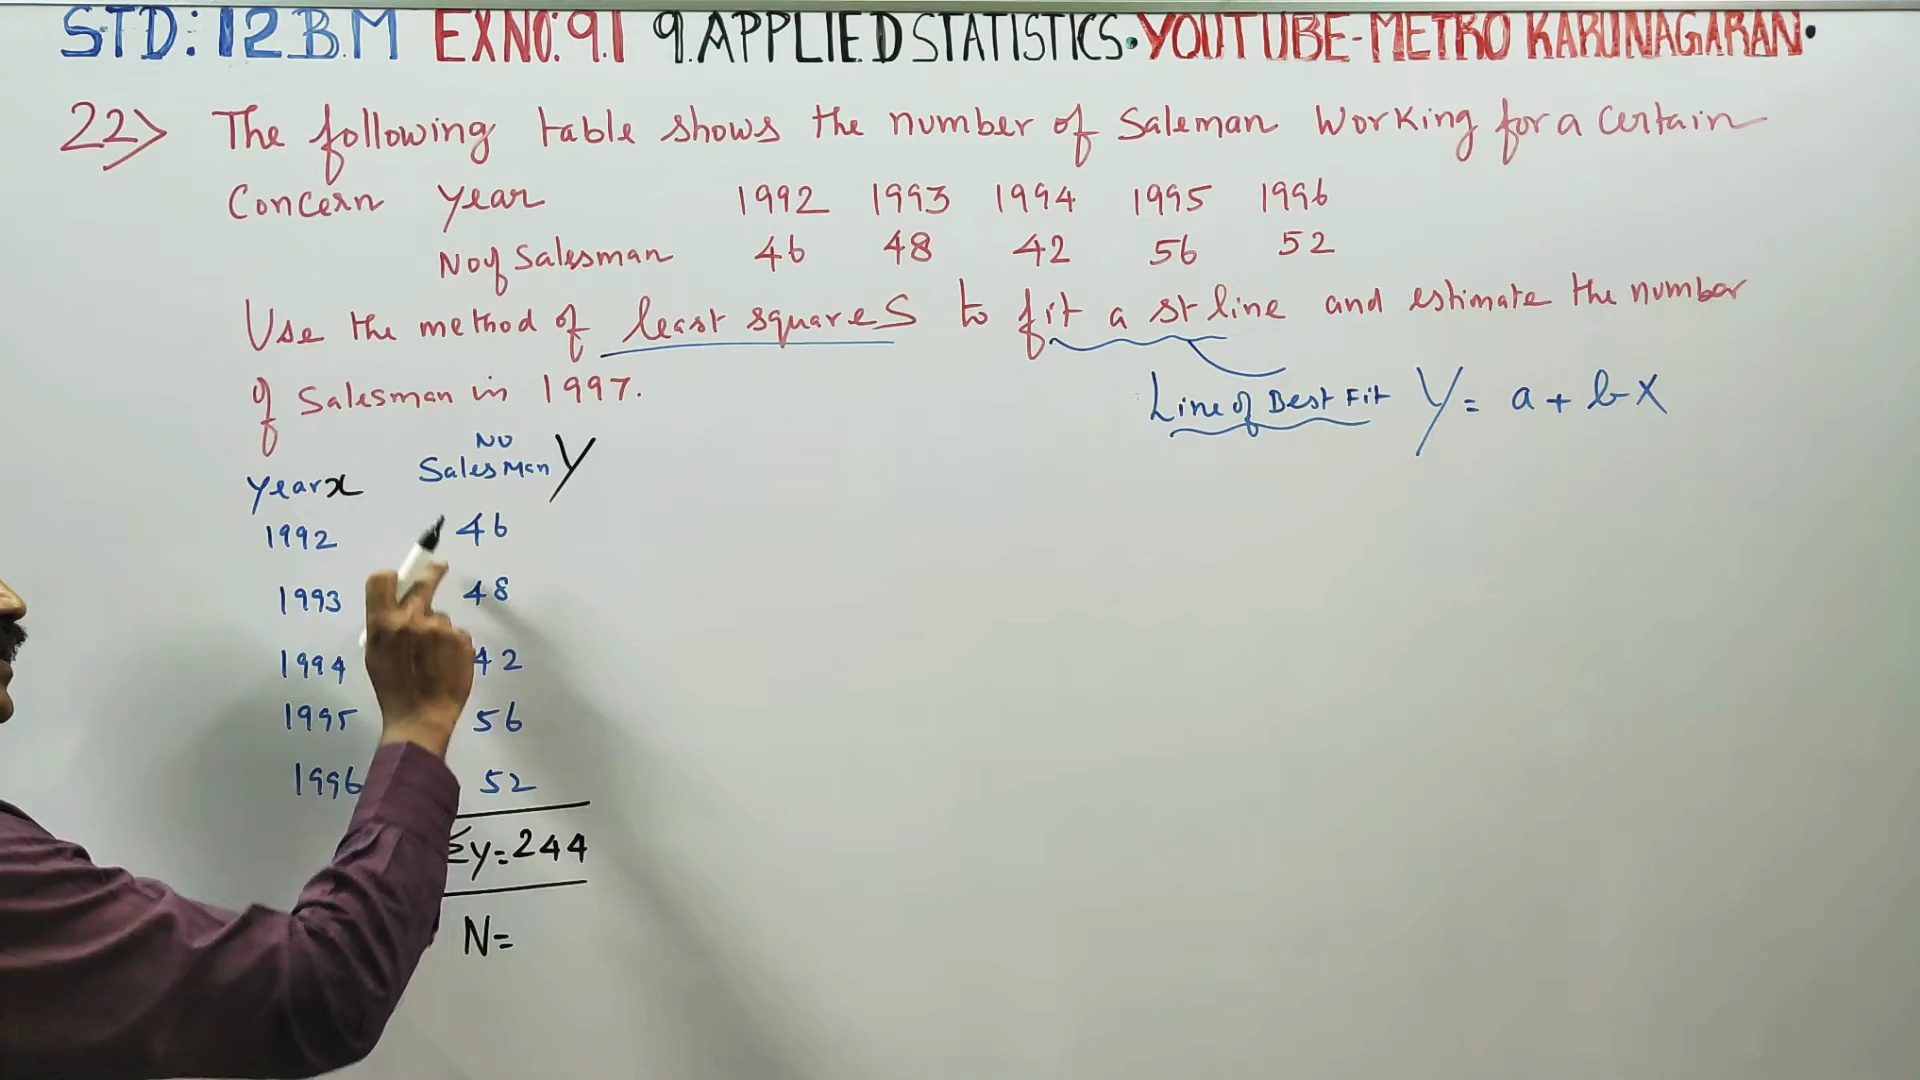 STD: 12 B.M EX NO: 9.1 9. APPLIED STATISTICS. YOUTUBE-METRO KARUNAGARAN.
22> The following table shows the number of Saleman Working for a certain
Concern Year 1992 1993 1994 1995 1996
No of Salesman 46 48 42 56 52
Use the method of least squares to fit a st line and estimate the number
of Salesman in 1997.
Line of Best Fit Y = a + bX
Year x No Salesman Y
1992 46
1993 48
1994 42
1995 56
1996 52
Σy = 244
N =